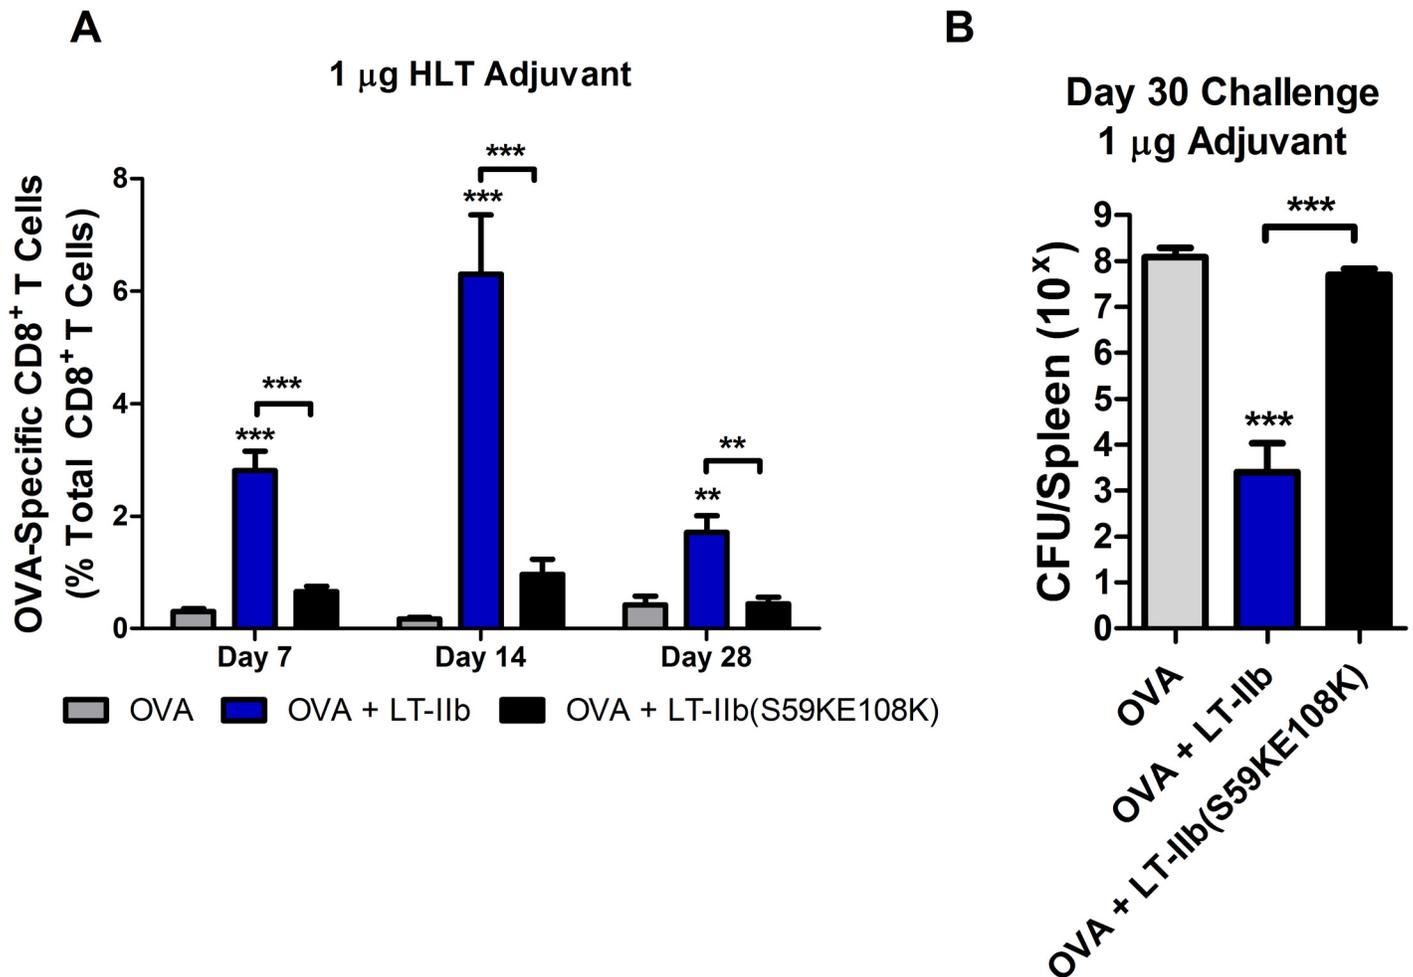 A
1 μg HLT Adjuvant
OVA-Specific CD8+ T Cells
(% Total CD8+ T Cells)
8
6
4
2
0
***
***
***
***
**
**
Day 7 Day 14 Day 28
OVA OVA + LT-IIb OVA + LT-IIb(S59KE108K)
B
Day 30 Challenge
1 μg Adjuvant
CFU/Spleen (10^x)
9
8
7
6
5
4
3
2
1
0
***
***
OVA
OVA + LT-IIb
OVA + LT-IIb(S59KE108K)